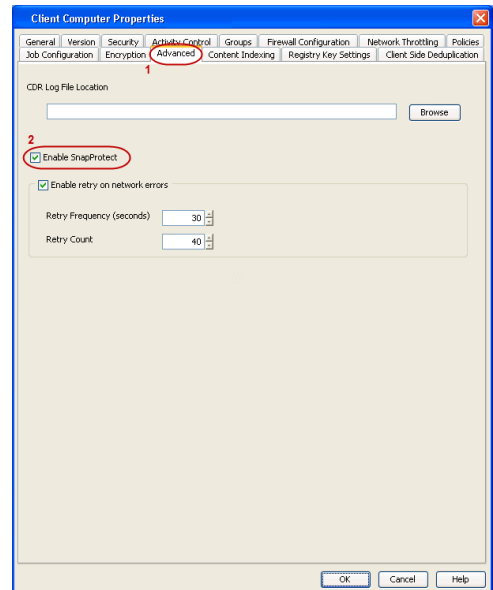 Client Computer Properties
General Version Security Activity Control Groups Firewall Configuration Network Throttling Policies
Job Configuration Encryption Advanced Content Indexing Registry Key Settings Client Side Deduplication
1
CDR Log File Location
Browse
2
Enable SnapProtect
Enable retry on network errors
Retry Frequency (seconds) 30
Retry Count 40
OK Cancel Help